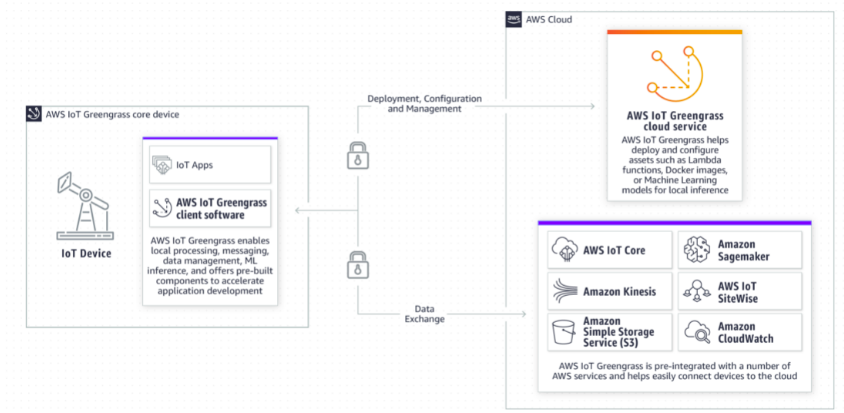 aws
AWS Cloud
AWS IoT Greengrass
cloud service
AWS IoT Greengrass helps
deploy and configure
assets such as Lambda
functions, Docker images,
or Machine Learning
models for local inference
Deployment, Configuration
and Management
AWS IoT Greengrass core device
IoT Apps
AWS IoT Greengrass
client software
IoT Device
AWS IoT Greengrass enables
local processing, messaging,
data management, ML
inference, and offers pre-built
components to accelerate
application development
Data
Exchange
AWS IoT Core
Amazon
Sagemaker
Amazon Kinesis
AWS IoT
SiteWise
Amazon
Simple Storage
Service (S3)
Amazon
CloudWatch
AWS IoT Greengrass is pre-integrated with a number of
AWS services and helps easily connect devices to the cloud